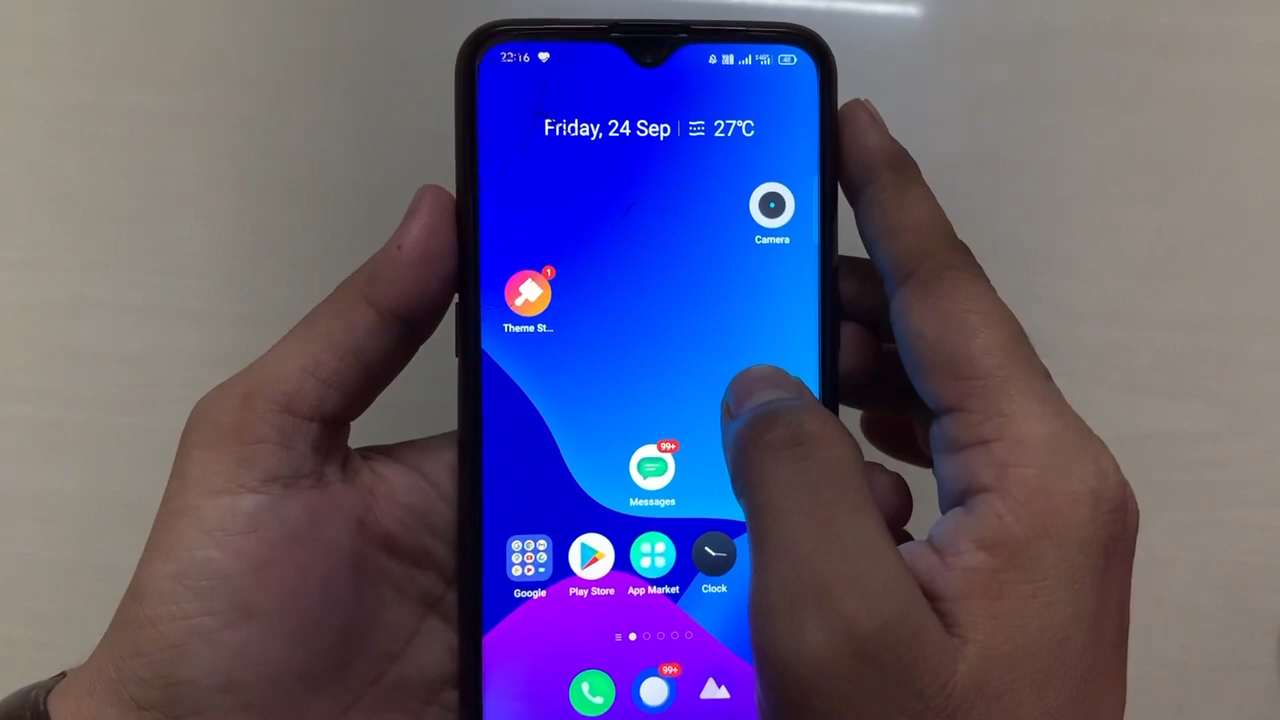 22:16
48
Friday, 24 Sep 27℃
Camera
1
Theme St...
99+
Messages
Google
Play Store
App Market
Clock
99+